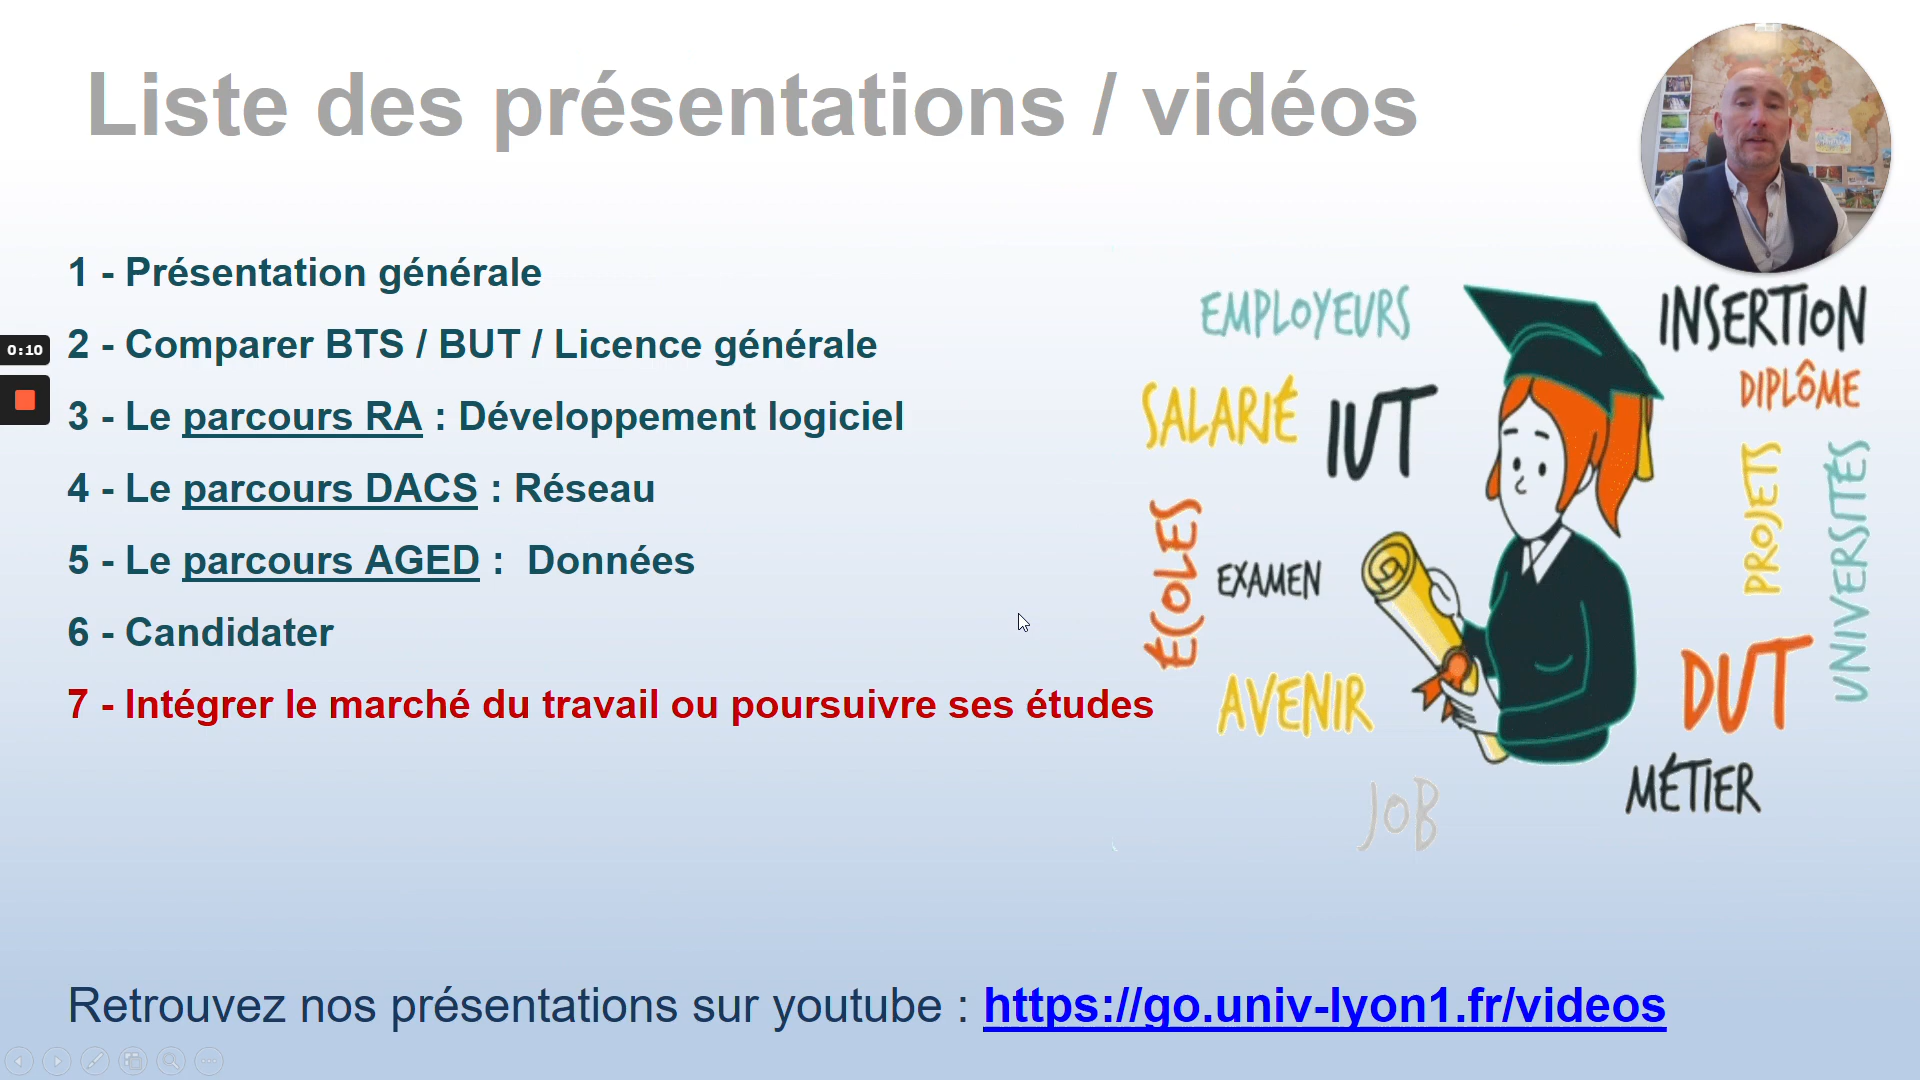 Liste des présentations / vidéos
1 - Présentation générale
2 - Comparer BTS / BUT / Licence générale
3 - Le parcours RA : Développement logiciel
4 - Le parcours DACS : Réseau
5 - Le parcours AGED :  Données
6 - Candidater
7 - Intégrer le marché du travail ou poursuivre ses études
0:10
EMPLOYEURS
INSERTION
DIPLÔME
SALARIÉ
IUT
PROJETS
UNIVERSITÉS
ÉCOLES
EXAMEN
AVENIR
DUT
MÉTIER
JOB
Retrouvez nos présentations sur youtube : https://go.univ-lyon1.fr/videos